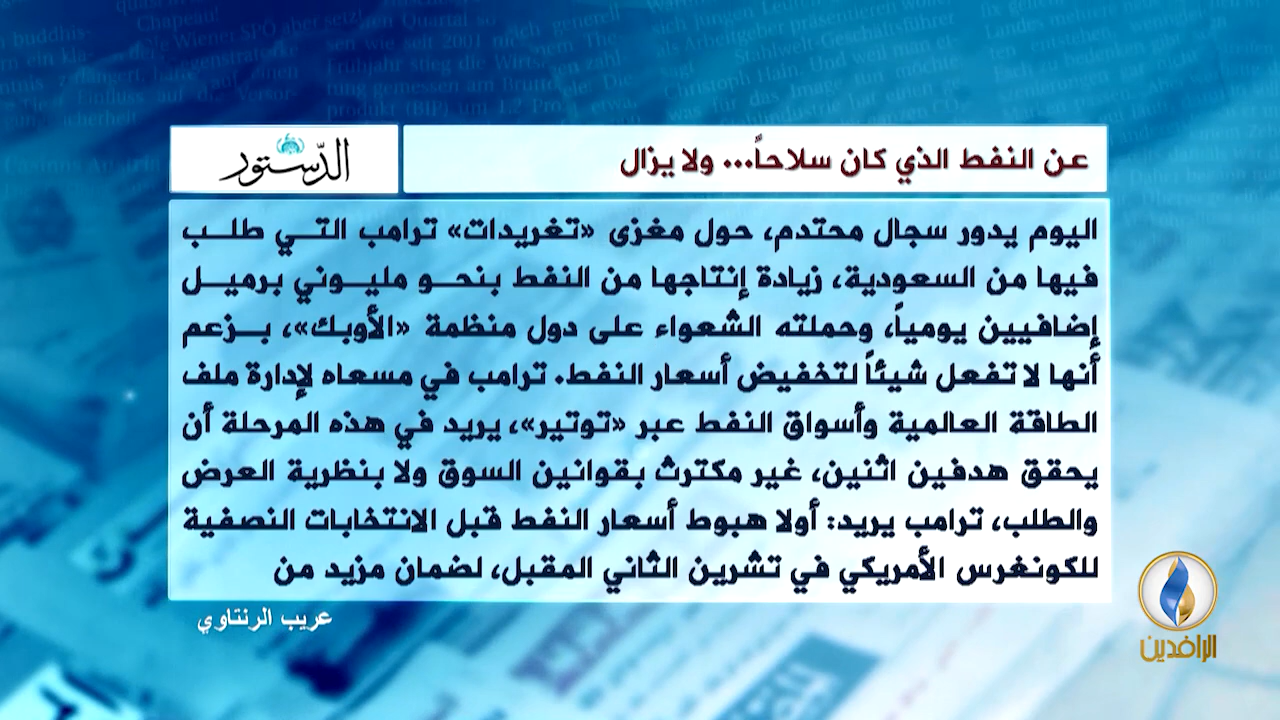 عن النفط الذي كان سلاحاً... ولا يزال
الدّستور
اليوم يدور سجال محتدم، حول مغزى «تغريدات» ترامب التي طلب
فيها من السعودية، زيادة إنتاجها من النفط بنحو مليوني برميل
إضافيين يومياً، وحملته الشعواء على دول منظمة «الأوبك»، بزعم
أنها لا تفعل شيئاً لتخفيض أسعار النفط. ترامب في مسعاه لإدارة ملف
الطاقة العالمية وأسواق النفط عبر «توتير»، يريد في هذه المرحلة أن
يحقق هدفين اثنين، غير مكترث بقوانين السوق ولا بنظرية العرض
والطلب، ترامب يريد: أولا هبوط أسعار النفط قبل الانتخابات النصفية
للكونغرس الأمريكي في تشرين الثاني المقبل، لضمان مزيد من
عريب الرنتاوي
الرافدين